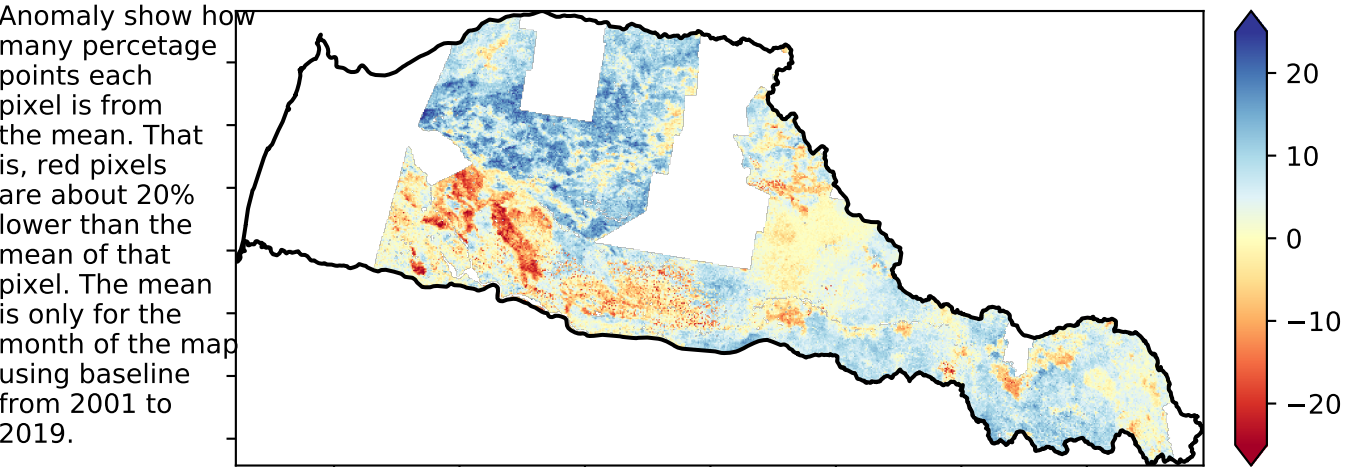 Anomaly show how
many percetage
points each
pixel is from
the mean. That
is, red pixels
are about 20%
lower than the
mean of that
pixel. The mean
is only for the
month of the map
using baseline
from 2001 to
2019.
20
10
0
−10
−20